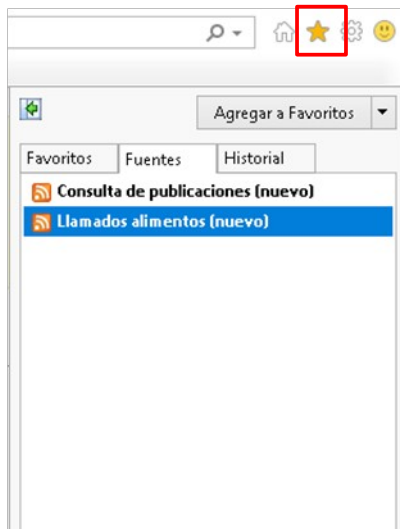 Agregar a Favoritos
Favoritos Fuentes Historial
Consulta de publicaciones (nuevo)
Llamados alimentos (nuevo)